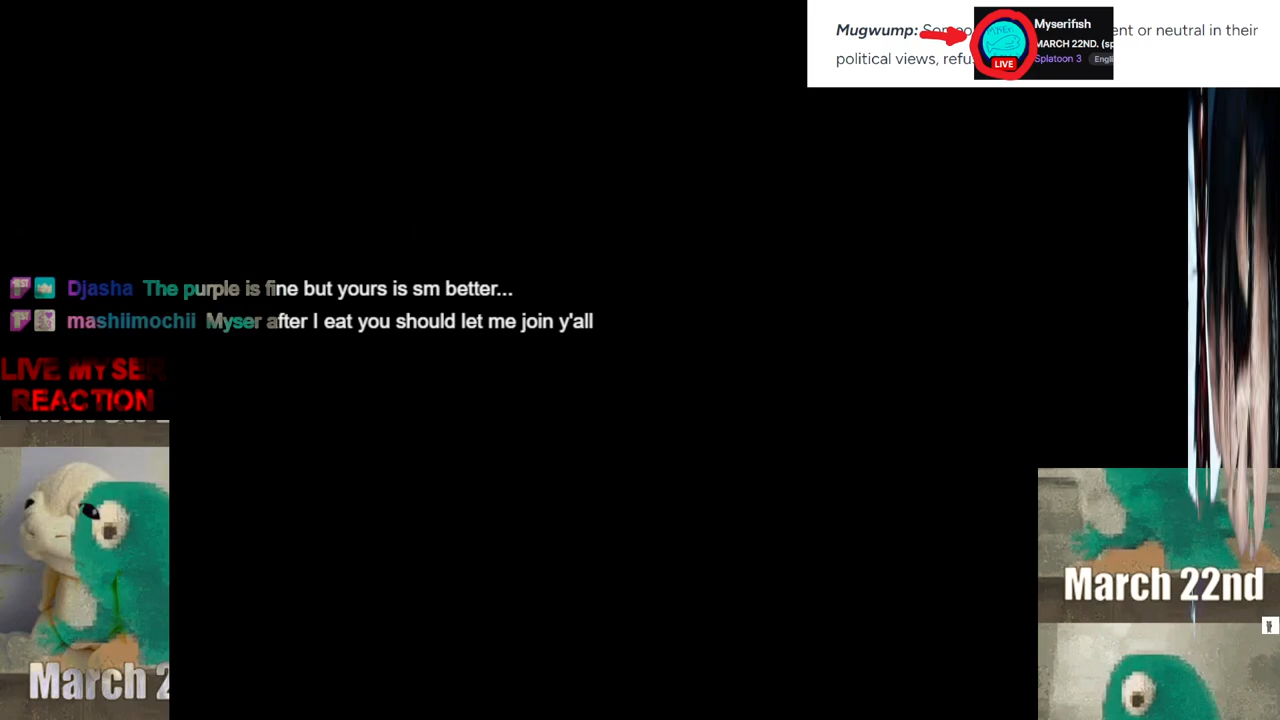 Mugwump: Myserifish ent or neutral in their
MARCH 22ND. (sp
political views, refu
LIVE Splatoon 3 Engli
Djasha The purple is fine but yours is sm better...
mashiimochii Myser after I eat you should let me join y'all
LIVE MYSER
REACTION
March 22nd
March 2